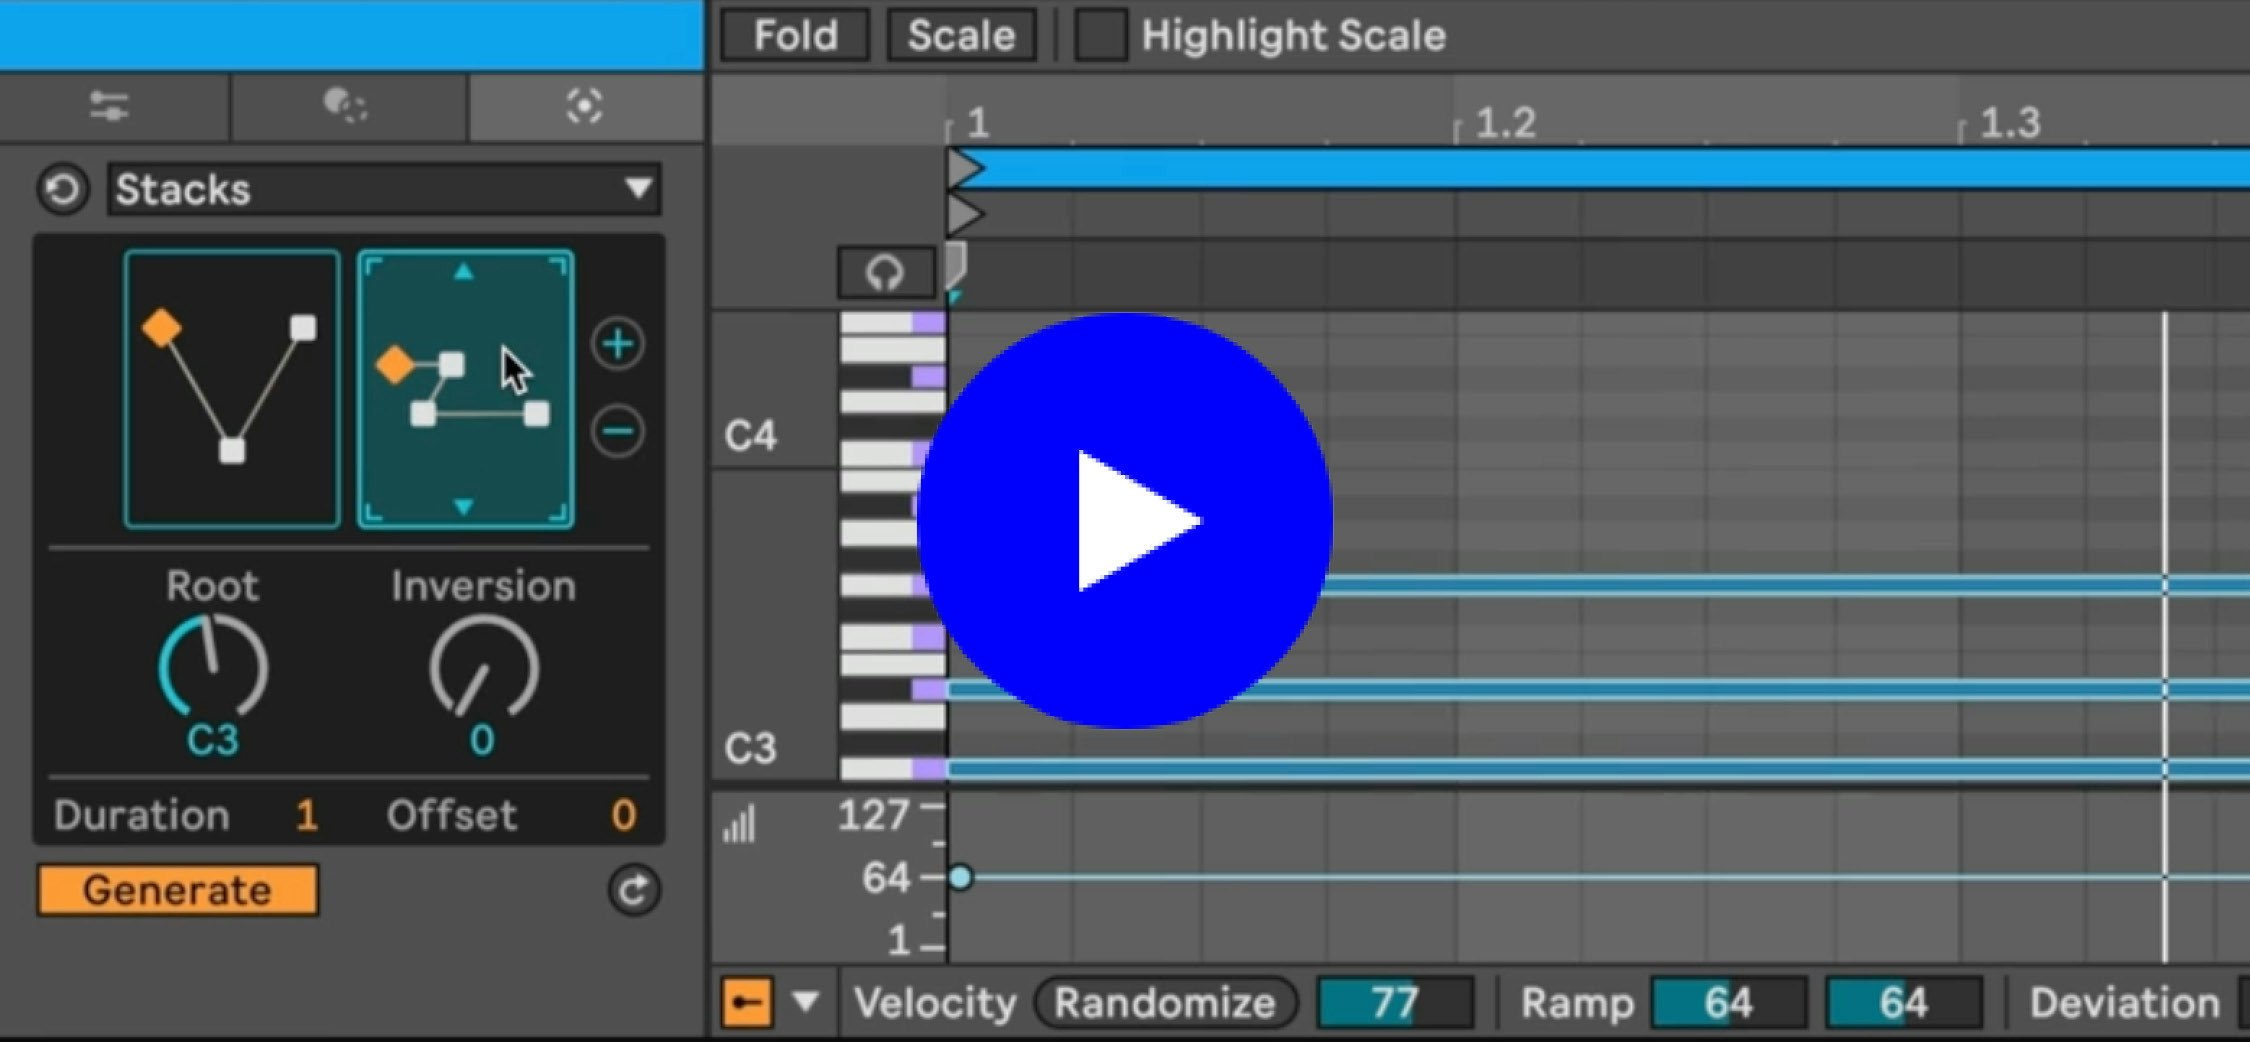 Fold Scale Highlight Scale
1 1.2 1.3
Stacks
C4
Root Inversion
C3 0
C3
Duration 1 Offset 0
127
64
1
Generate
Velocity Randomize 77 Ramp 64 64 Deviation